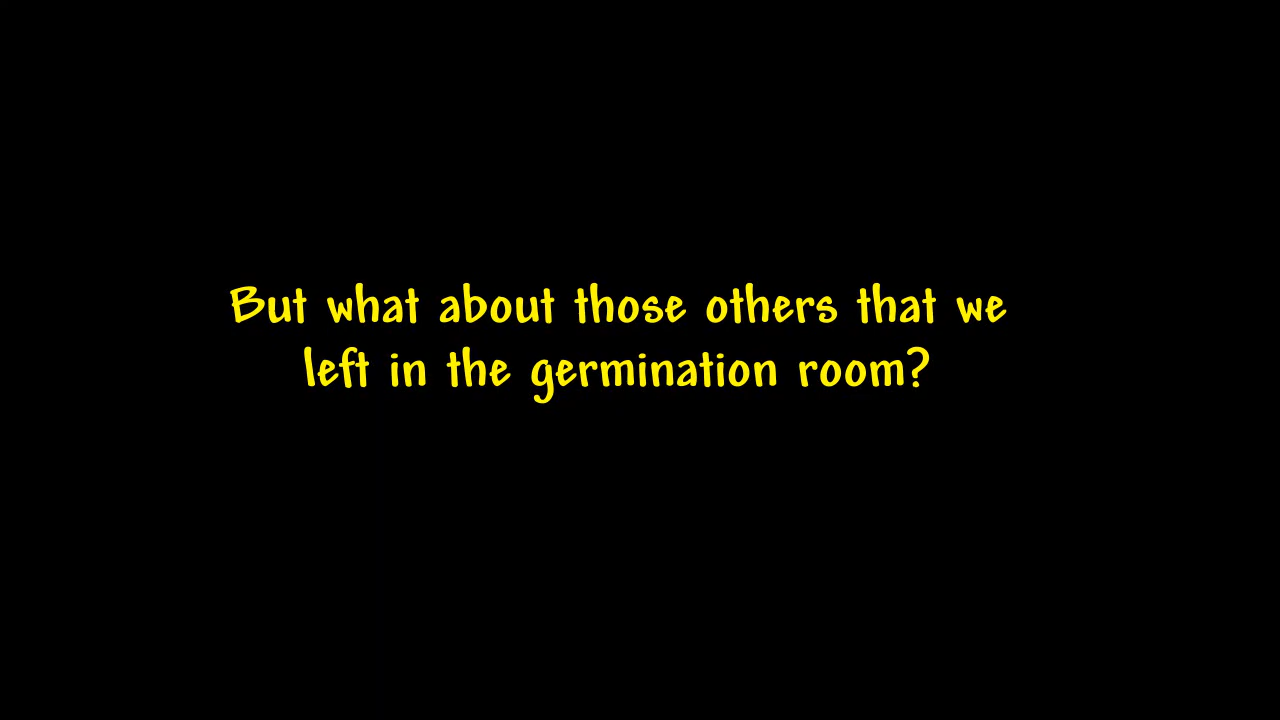 But what about those others that we
left in the germination room?